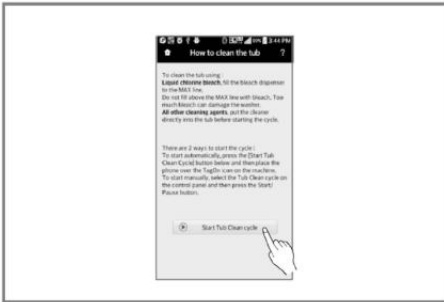 3:44 PM
How to clean the tub ?
To clean the tub using :
Liquid chlorine bleach, fill the bleach dispenser
to the MAX line.
Do not fill above the MAX line with bleach. Too
much bleach can damage the washer.
All other cleaning agents, put the cleaner
directly into the tub before starting the cycle.
There are 2 ways to start the cycle :
To start automatically, press the [Start Tub
Clean Cycle] button below and then place the
phone over the TagOn icon on the machine.
To start manually, select the Tub Clean cycle on
the control panel and then press the Start/
Pause button.
Start Tub Clean cycle